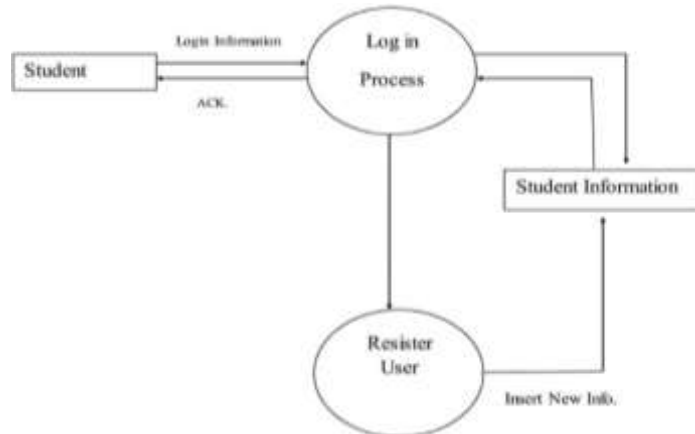 Login Information
Log in
Process
Student
ACK.
Student Information
Resister
User
Insert New Info.